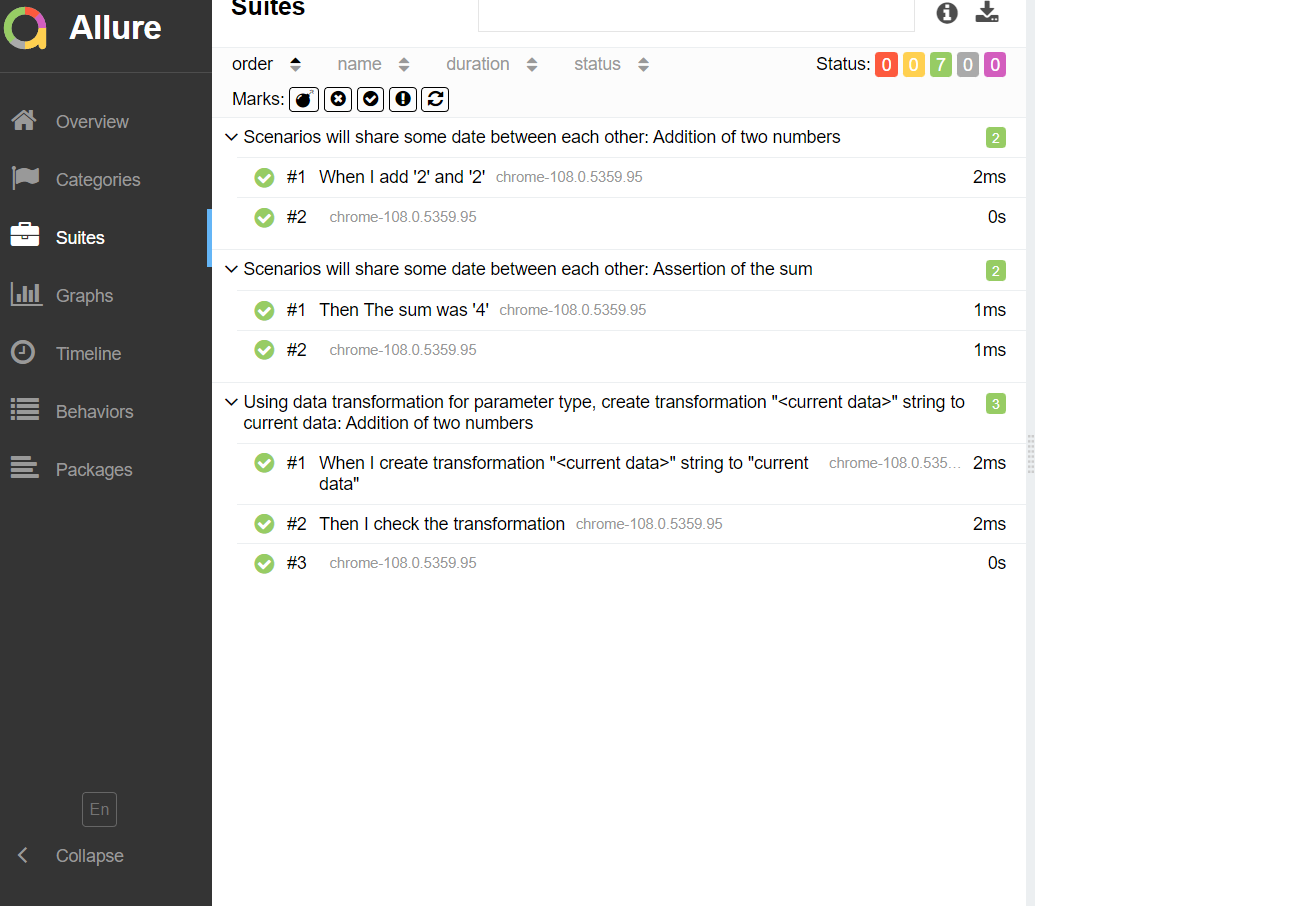 Allure
Overview
Categories
Suites
Graphs
Timeline
Behaviors
Packages
En
Collapse
Suites
order name duration status Status: 0 0 7 0 0
Marks:
Scenarios will share some date between each other: Addition of two numbers 2
#1 When I add '2' and '2' chrome-108.0.5359.95 2ms
#2 chrome-108.0.5359.95 0s
Scenarios will share some date between each other: Assertion of the sum 2
#1 Then The sum was '4' chrome-108.0.5359.95 1ms
#2 chrome-108.0.5359.95 1ms
Using data transformation for parameter type, create transformation "<current data>" string to 3
current data: Addition of two numbers
#1 When I create transformation "<current data>" string to "current chrome-108.0.535… 2ms
data"
#2 Then I check the transformation chrome-108.0.5359.95 2ms
#3 chrome-108.0.5359.95 0s